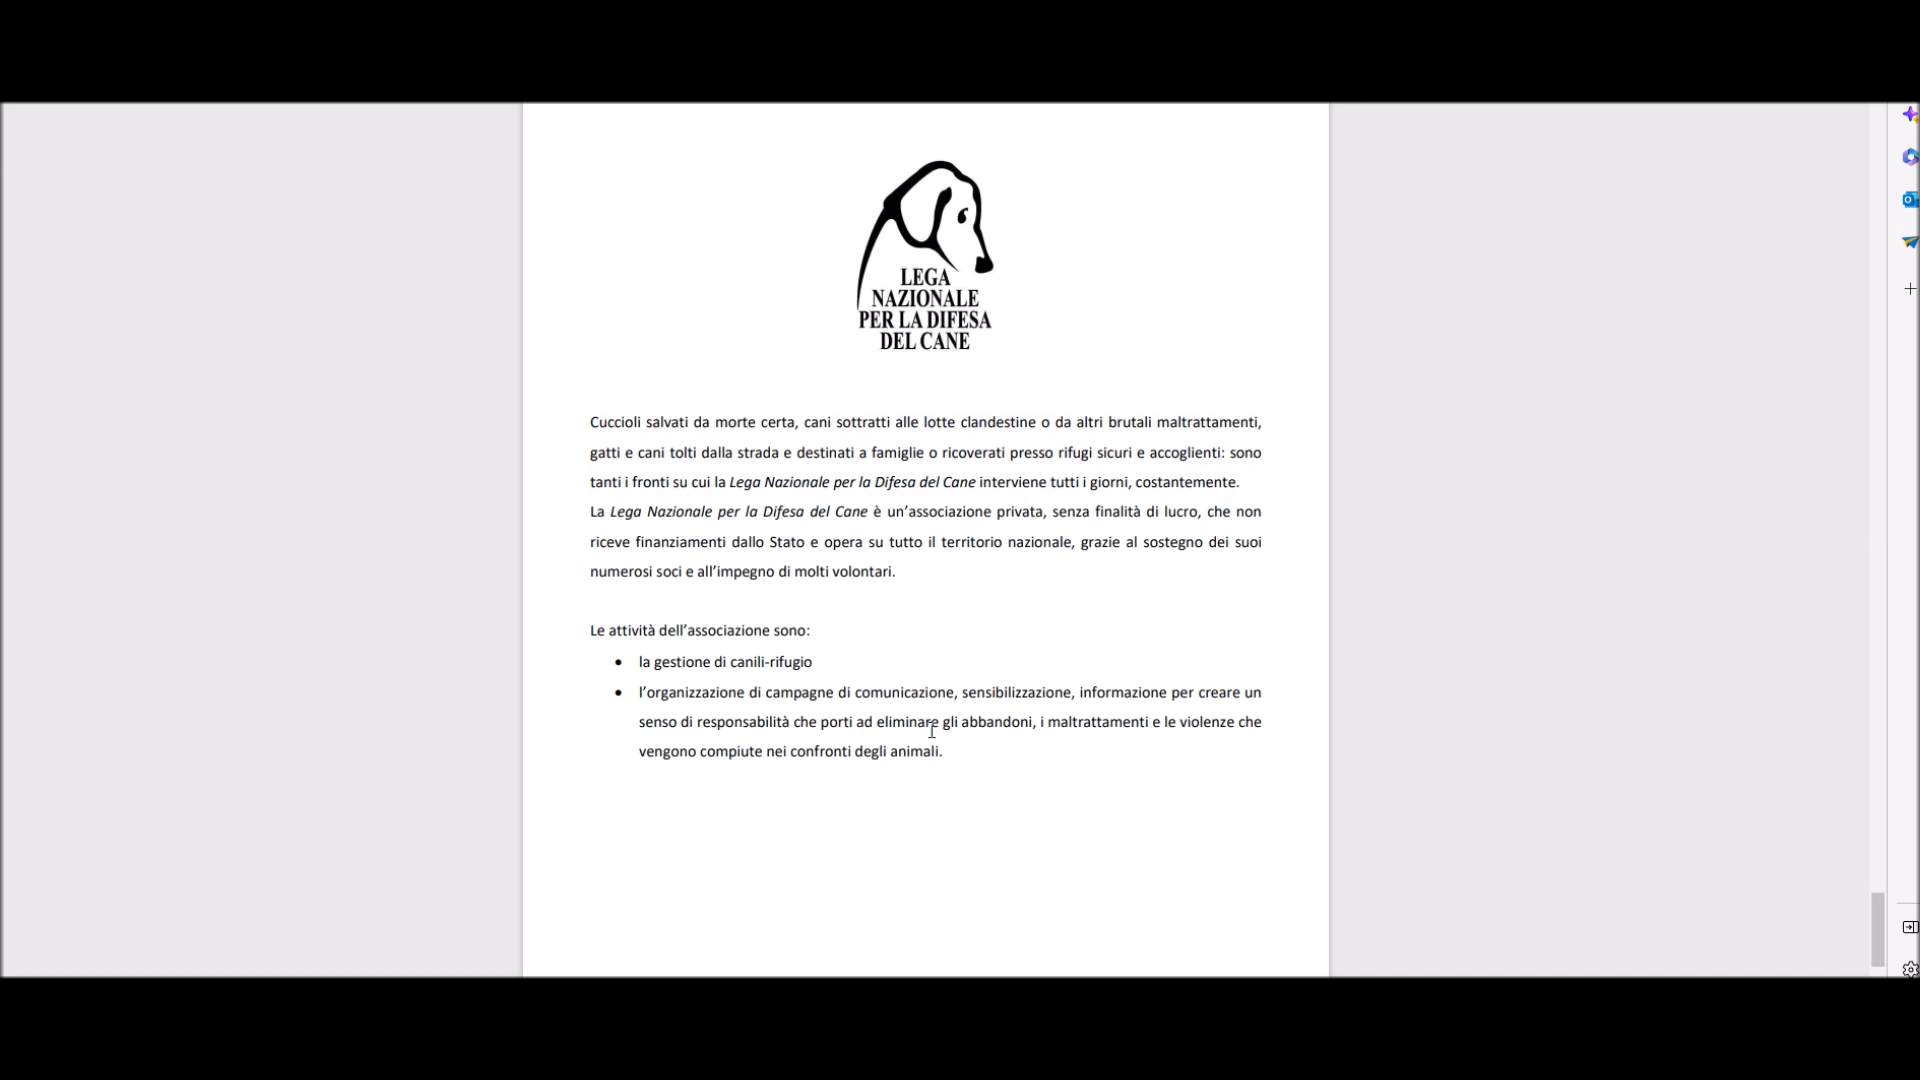 LEGA
NAZIONALE
PER LA DIFESA
DEL CANE
Cuccioli salvati da morte certa, cani sottratti alle lotte clandestine o da altri brutali maltrattamenti,
gatti e cani tolti dalla strada e destinati a famiglie o ricoverati presso rifugi sicuri e accoglienti: sono
tanti i fronti su cui la Lega Nazionale per la Difesa del Cane interviene tutti i giorni, costantemente.
La Lega Nazionale per la Difesa del Cane è un’associazione privata, senza finalità di lucro, che non
riceve finanziamenti dallo Stato e opera su tutto il territorio nazionale, grazie al sostegno dei suoi
numerosi soci e all’impegno di molti volontari.
Le attività dell’associazione sono:
• la gestione di canili-rifugio
• l’organizzazione di campagne di comunicazione, sensibilizzazione, informazione per creare un
senso di responsabilità che porti ad eliminare gli abbandoni, i maltrattamenti e le violenze che
vengono compiute nei confronti degli animali.